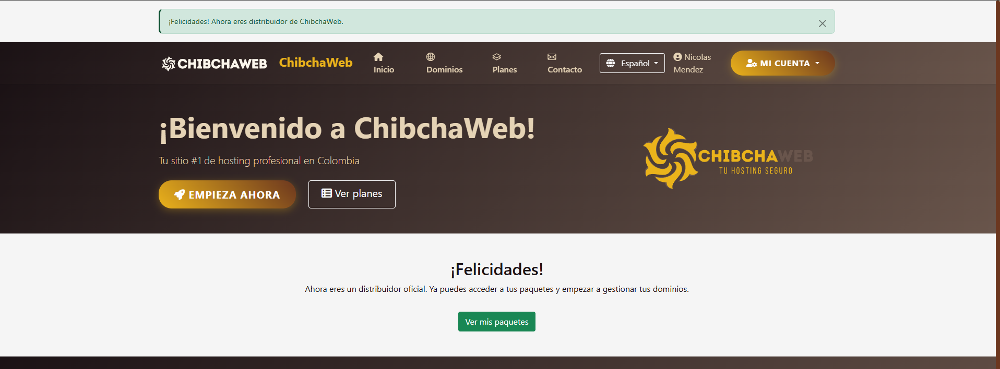 ¡Felicidades! Ahora eres distribuidor de ChibchaWeb.
CHIBCHAWEB
ChibchaWeb
Inicio
Dominios
Planes
Contacto
Español
Nicolas
Mendez
MI CUENTA
¡Bienvenido a ChibchaWeb!
Tu sitio #1 de hosting profesional en Colombia
EMPIEZA AHORA
Ver planes
CHIBCHAWEB
TU HOSTING SEGURO
¡Felicidades!
Ahora eres un distribuidor oficial. Ya puedes acceder a tus paquetes y empezar a gestionar tus dominios.
Ver mis paquetes